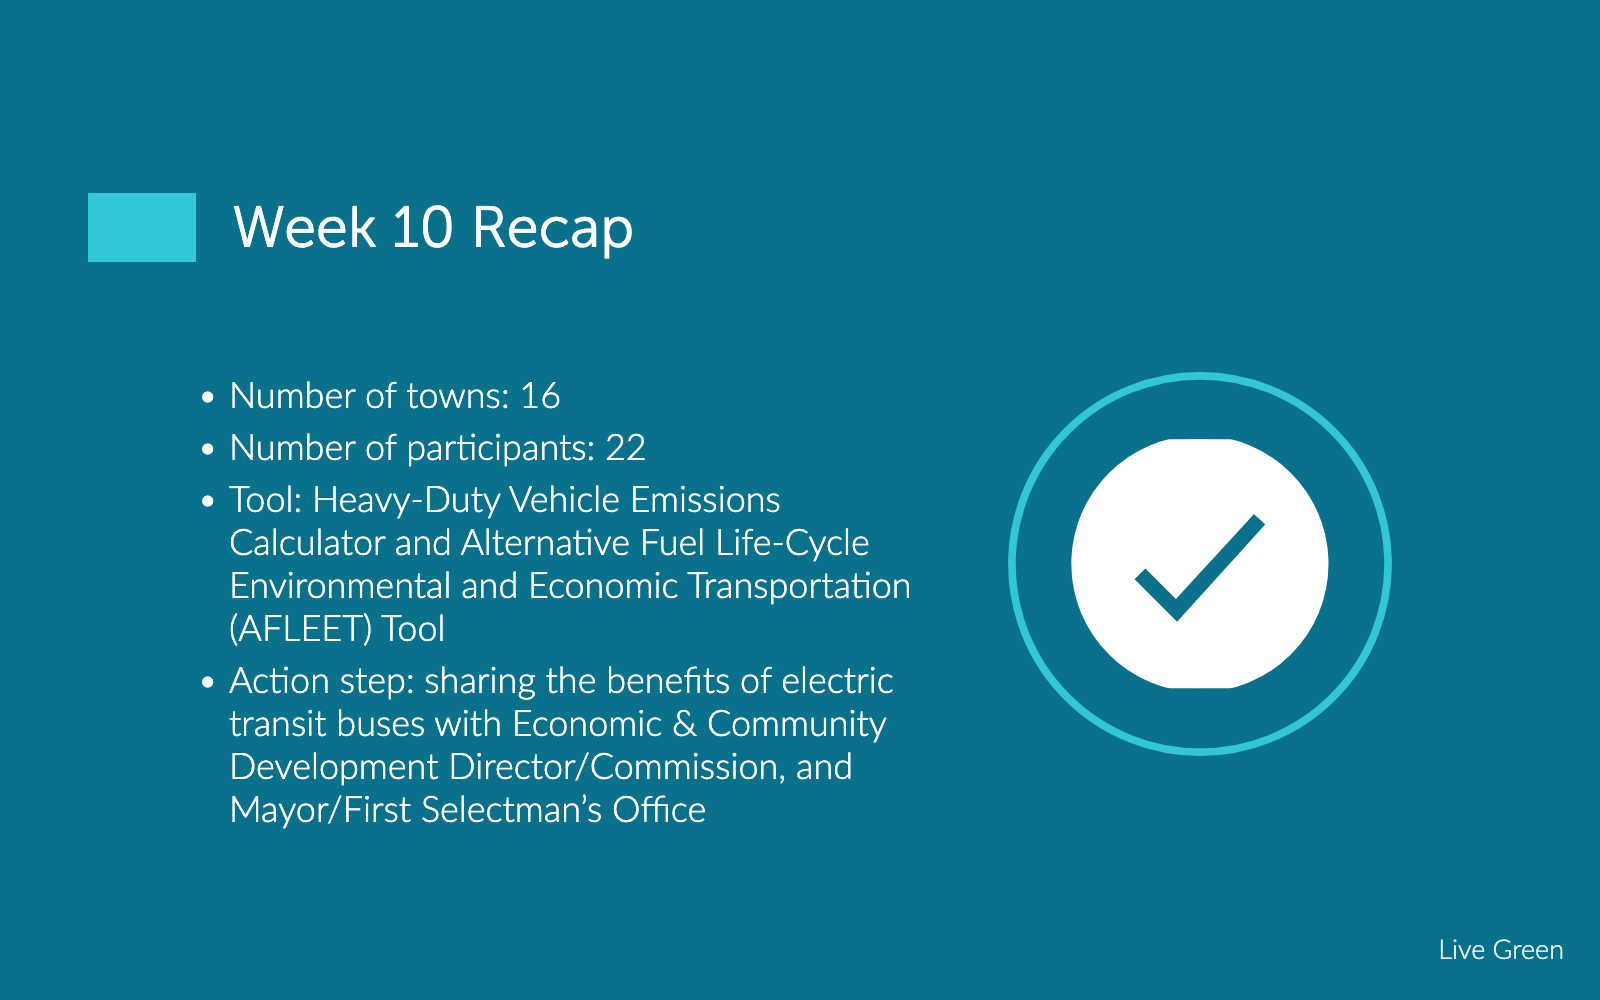 Week 10 Recap
• Number of towns: 16
• Number of participants: 22
• Tool: Heavy-Duty Vehicle Emissions
Calculator and Alternative Fuel Life-Cycle
Environmental and Economic Transportation
(AFLEET) Tool
• Action step: sharing the benefits of electric
transit buses with Economic & Community
Development Director/Commission, and
Mayor/First Selectman’s Office
Live Green